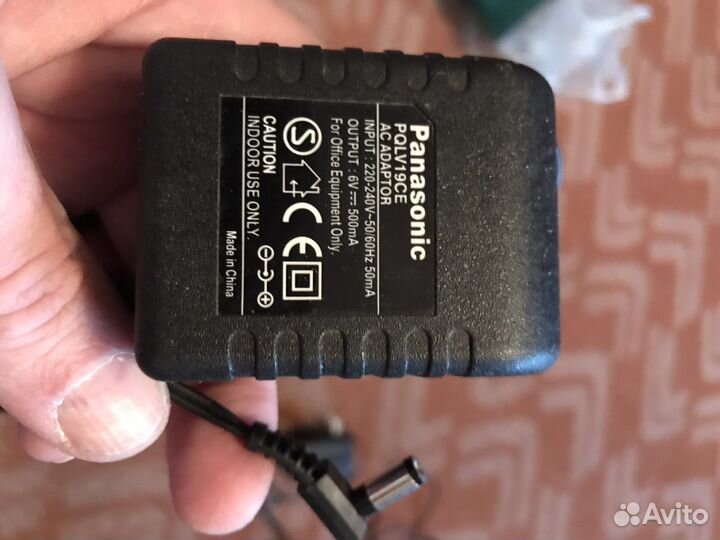 Panasonic
PQLV19CE
AC ADAPTOR
INPUT : 220-240V~50/60Hz 50mA
OUTPUT : 6V⎓500mA
For Office Equipment Only.
S CE
CAUTION
INDOOR USE ONLY.
Made in China
Avito